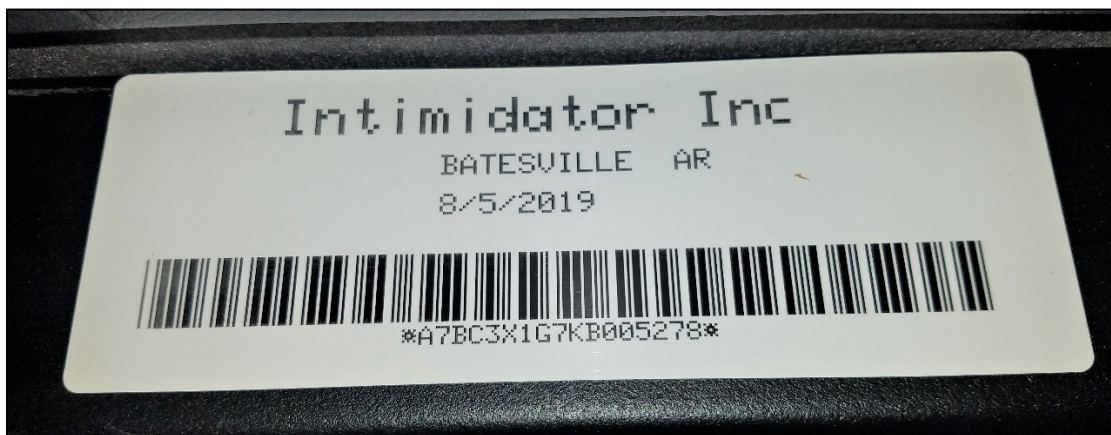 Intimidator Inc
BATESVILLE AR
8/5/2019
*A7BC3X1G7KB005278*